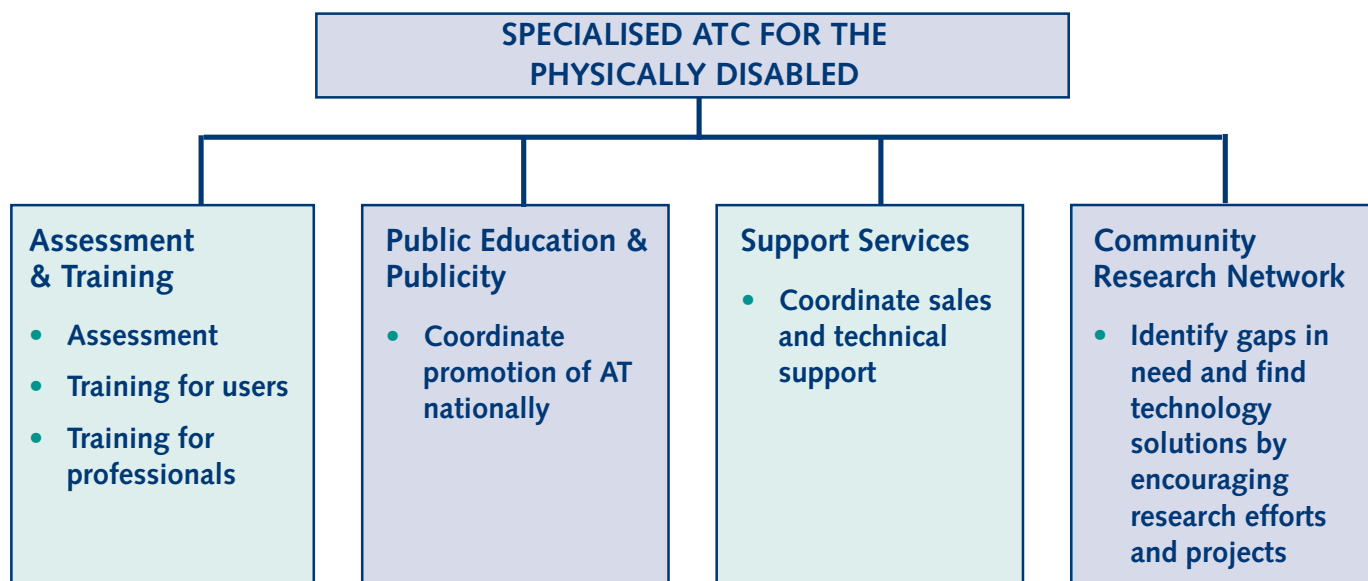 SPECIALISED ATC FOR THE
PHYSICALLY DISABLED
Assessment
& Training
• Assessment
• Training for users
• Training for
professionals
Public Education &
Publicity
• Coordinate
promotion of AT
nationally
Support Services
• Coordinate sales
and technical
support
Community
Research Network
• Identify gaps in
need and find
technology
solutions by
encouraging
research efforts
and projects